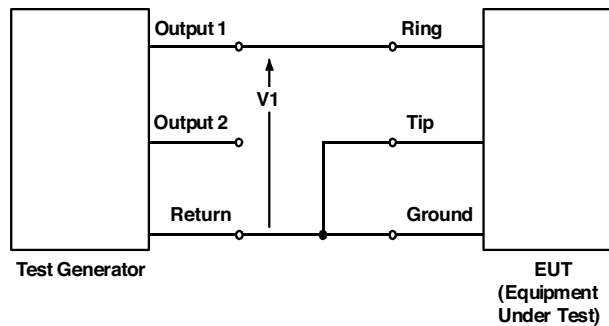 Output 1
Ring
V1
Output 2
Tip
Return
Ground
Test Generator
EUT
(Equipment
Under Test)